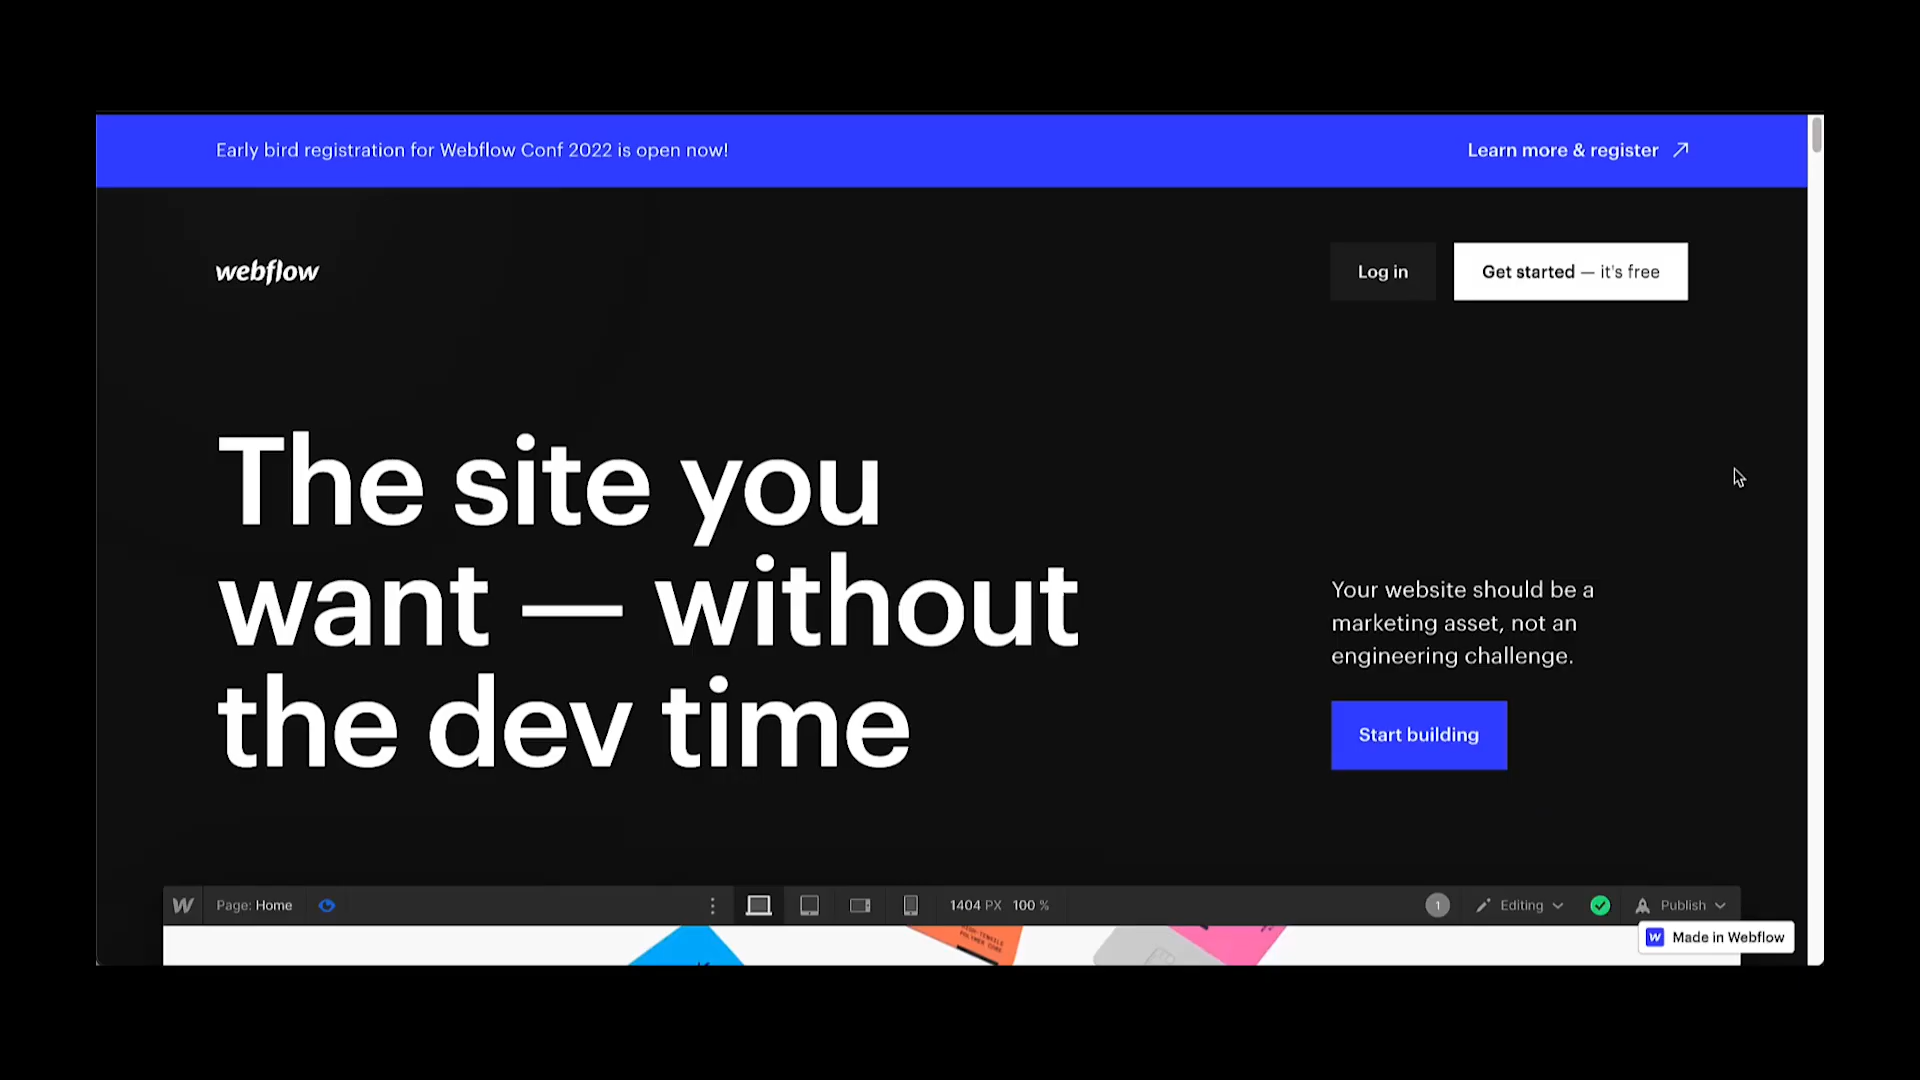 Early bird registration for Webflow Conf 2022 is open now!
Learn more & register
webflow
Log in
Get started — it's free
The site you
want — without
the dev time
Your website should be a
marketing asset, not an
engineering challenge.
Start building
W Page: Home
1404 PX 100 %
1 Editing
Publish
W Made in Webflow